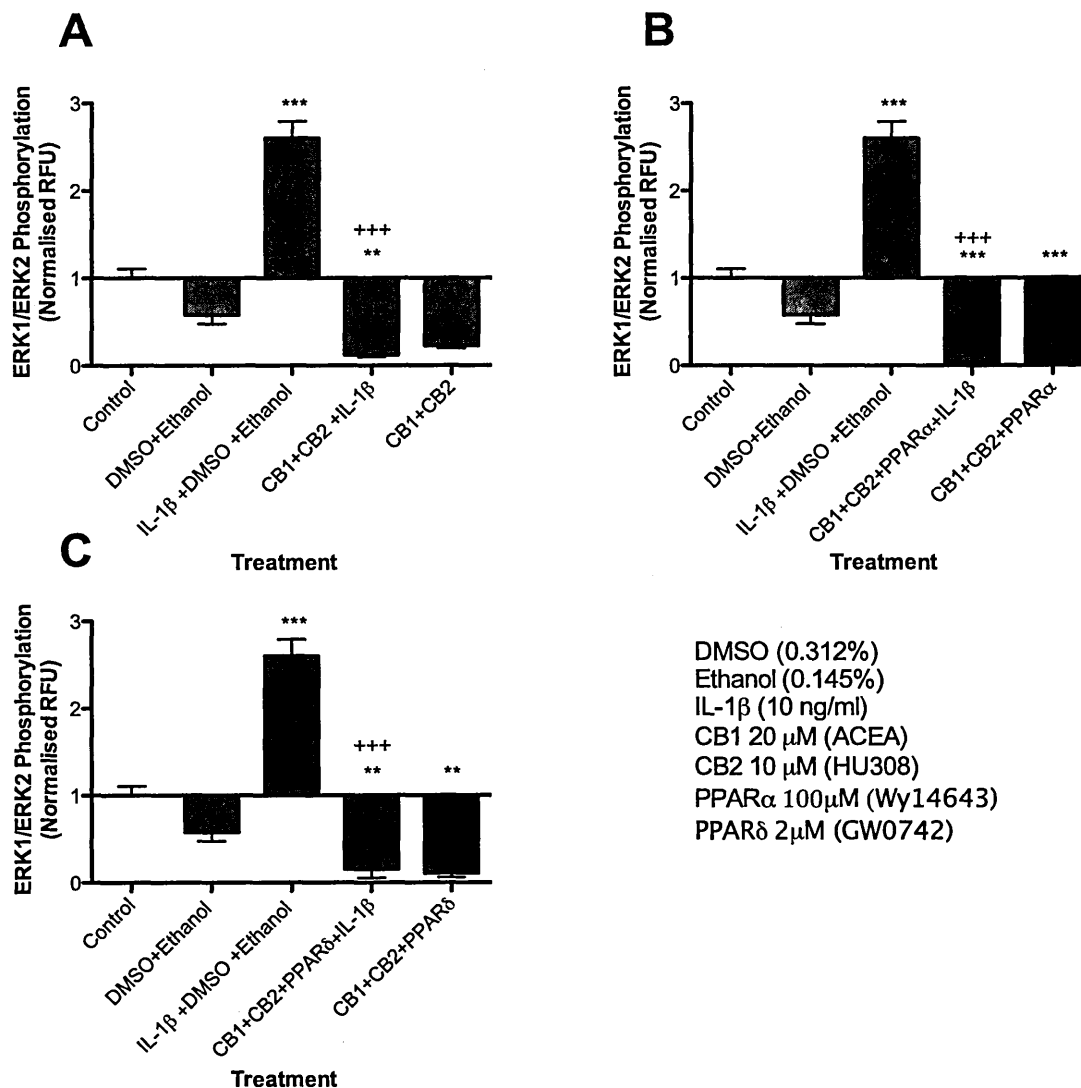 A
ERK1/ERK2 Phosphorylation
(Normalised RFU)
3
2
1
0
***
+++
**
Control
DMSO+Ethanol
IL-1β +DMSO +Ethanol
CB1+CB2 +IL-1β
CB1+CB2
Treatment
B
ERK1/ERK2 Phosphorylation
(Normalised RFU)
3
2
1
0
***
+++
***
***
Control
DMSO+Ethanol
IL-1β +DMSO +Ethanol
CB1+CB2+PPARα+IL-1β
CB1+CB2+PPARα
Treatment
C
ERK1/ERK2 Phosphorylation
(Normalised RFU)
3
2
1
0
***
+++
**
**
Control
DMSO+Ethanol
IL-1β +DMSO +Ethanol
CB1+CB2+PPARδ+IL-1β
CB1+CB2+PPARδ
Treatment
DMSO (0.312%)
Ethanol (0.145%)
IL-1β (10 ng/ml)
CB1 20 μM (ACEA)
CB2 10 μM (HU308)
PPARα 100μM (Wy14643)
PPARδ 2μM (GW0742)